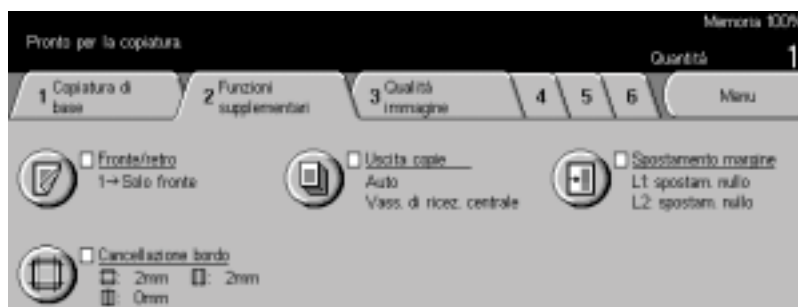 Memoria 100%
Pronto per la copiatura.
Quantità 1
1 Copiatura di base
2 Funzioni supplementari
3 Qualità immagine
4 5 6
Menu
Fronte/retro
1→ Solo fronte
Uscita copie
Auto
Vass. di ricez. centrale
Spostamento margine
L1: spostam. nullo
L2: spostam. nullo
Cancellazione bordo
: 2mm : 2mm
: 0mm